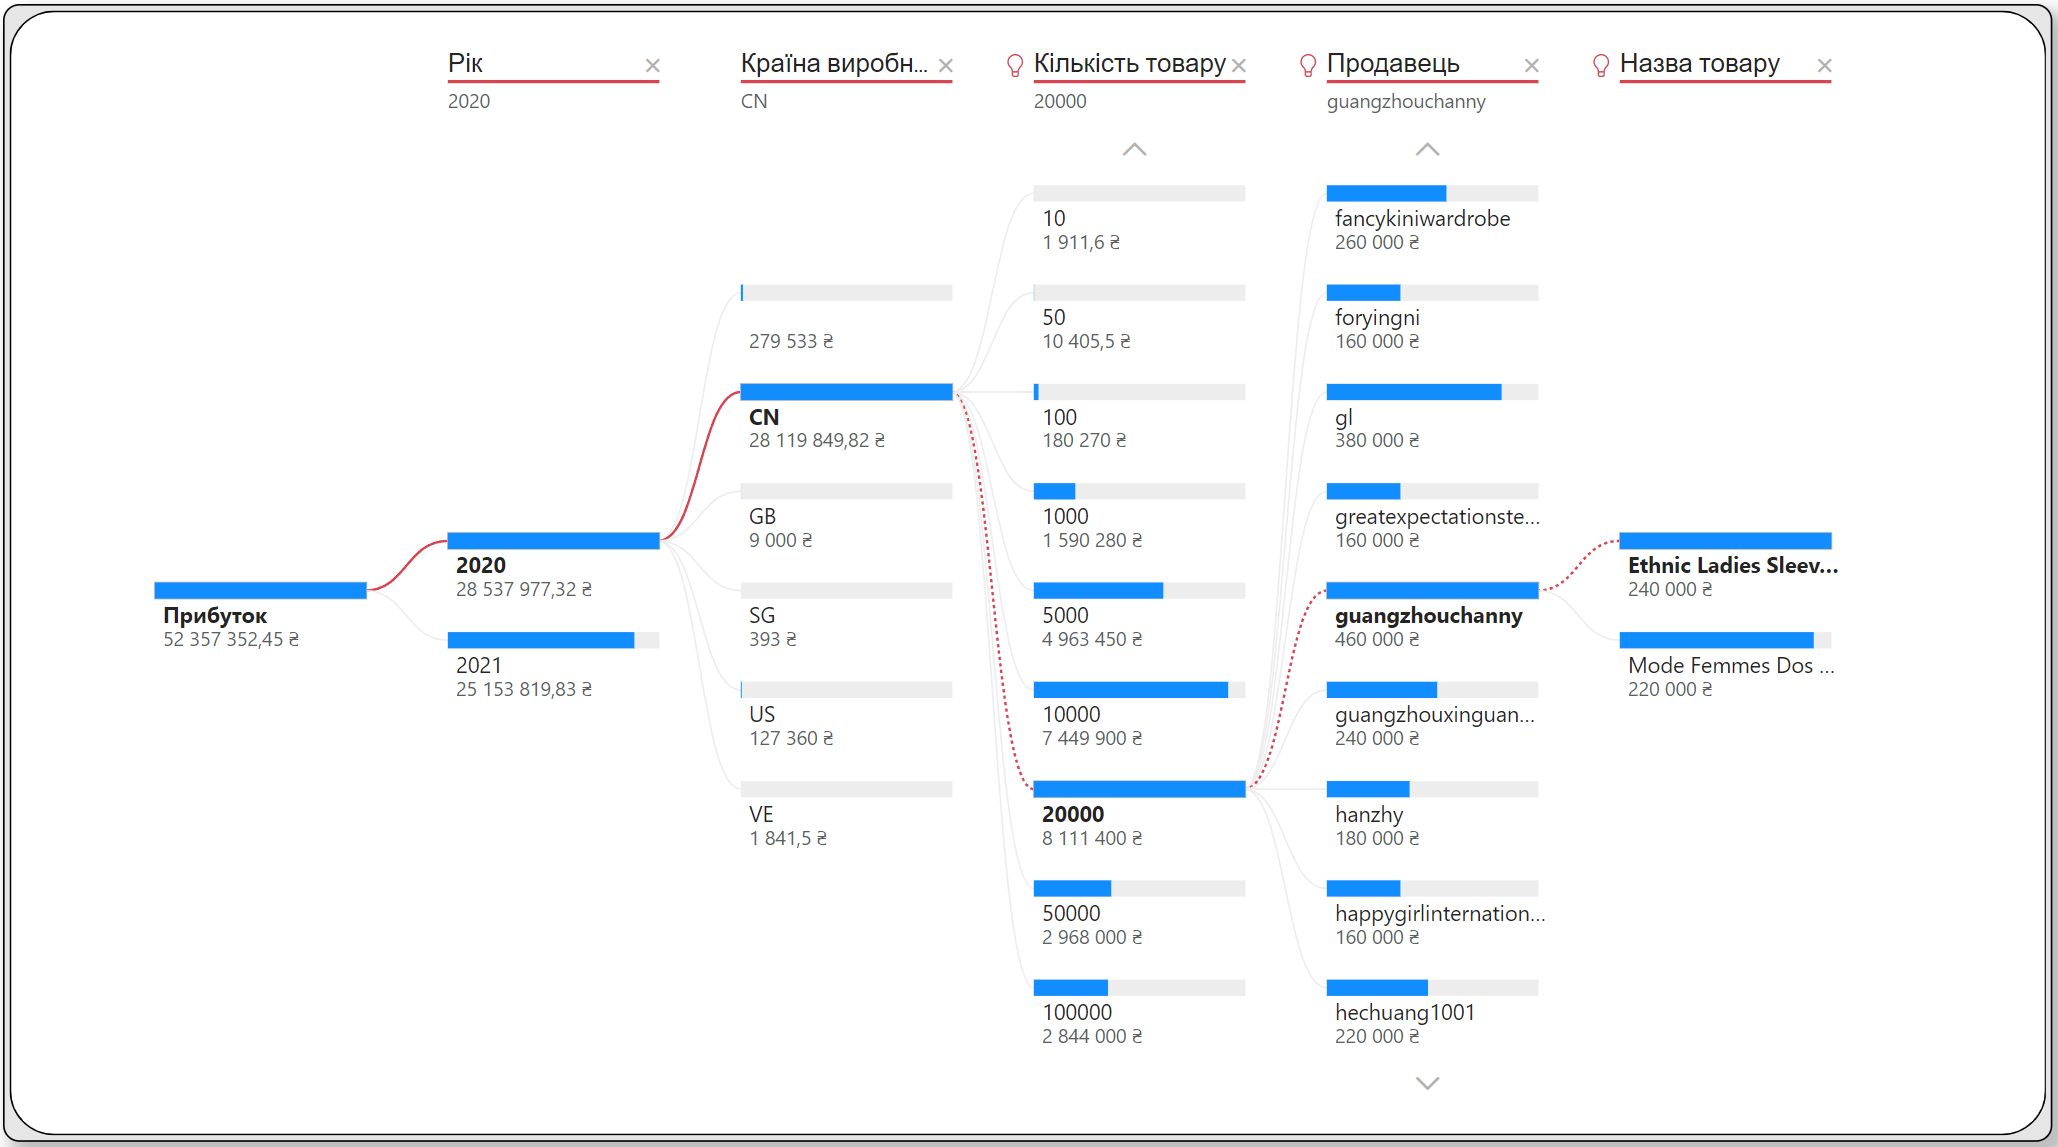 Рік
2020
Країна виробн...
CN
Кількість товару
20000
Продавець
guangzhouchanny
Назва товару
Прибуток
52 357 352,45 ₴
2020
28 537 977,32 ₴
2021
25 153 819,83 ₴
279 533 ₴
CN
28 119 849,82 ₴
GB
9 000 ₴
SG
393 ₴
US
127 360 ₴
VE
1 841,5 ₴
10
1 911,6 ₴
50
10 405,5 ₴
100
180 270 ₴
1000
1 590 280 ₴
5000
4 963 450 ₴
10000
7 449 900 ₴
20000
8 111 400 ₴
50000
2 968 000 ₴
100000
2 844 000 ₴
fancykiniwardrobe
260 000 ₴
foryingni
160 000 ₴
gl
380 000 ₴
greatexpectationste...
160 000 ₴
guangzhouchanny
460 000 ₴
guangzhouxinguan...
240 000 ₴
hanzhy
180 000 ₴
happygirlinternation...
160 000 ₴
hechuang1001
220 000 ₴
Ethnic Ladies Sleev...
240 000 ₴
Mode Femmes Dos ...
220 000 ₴